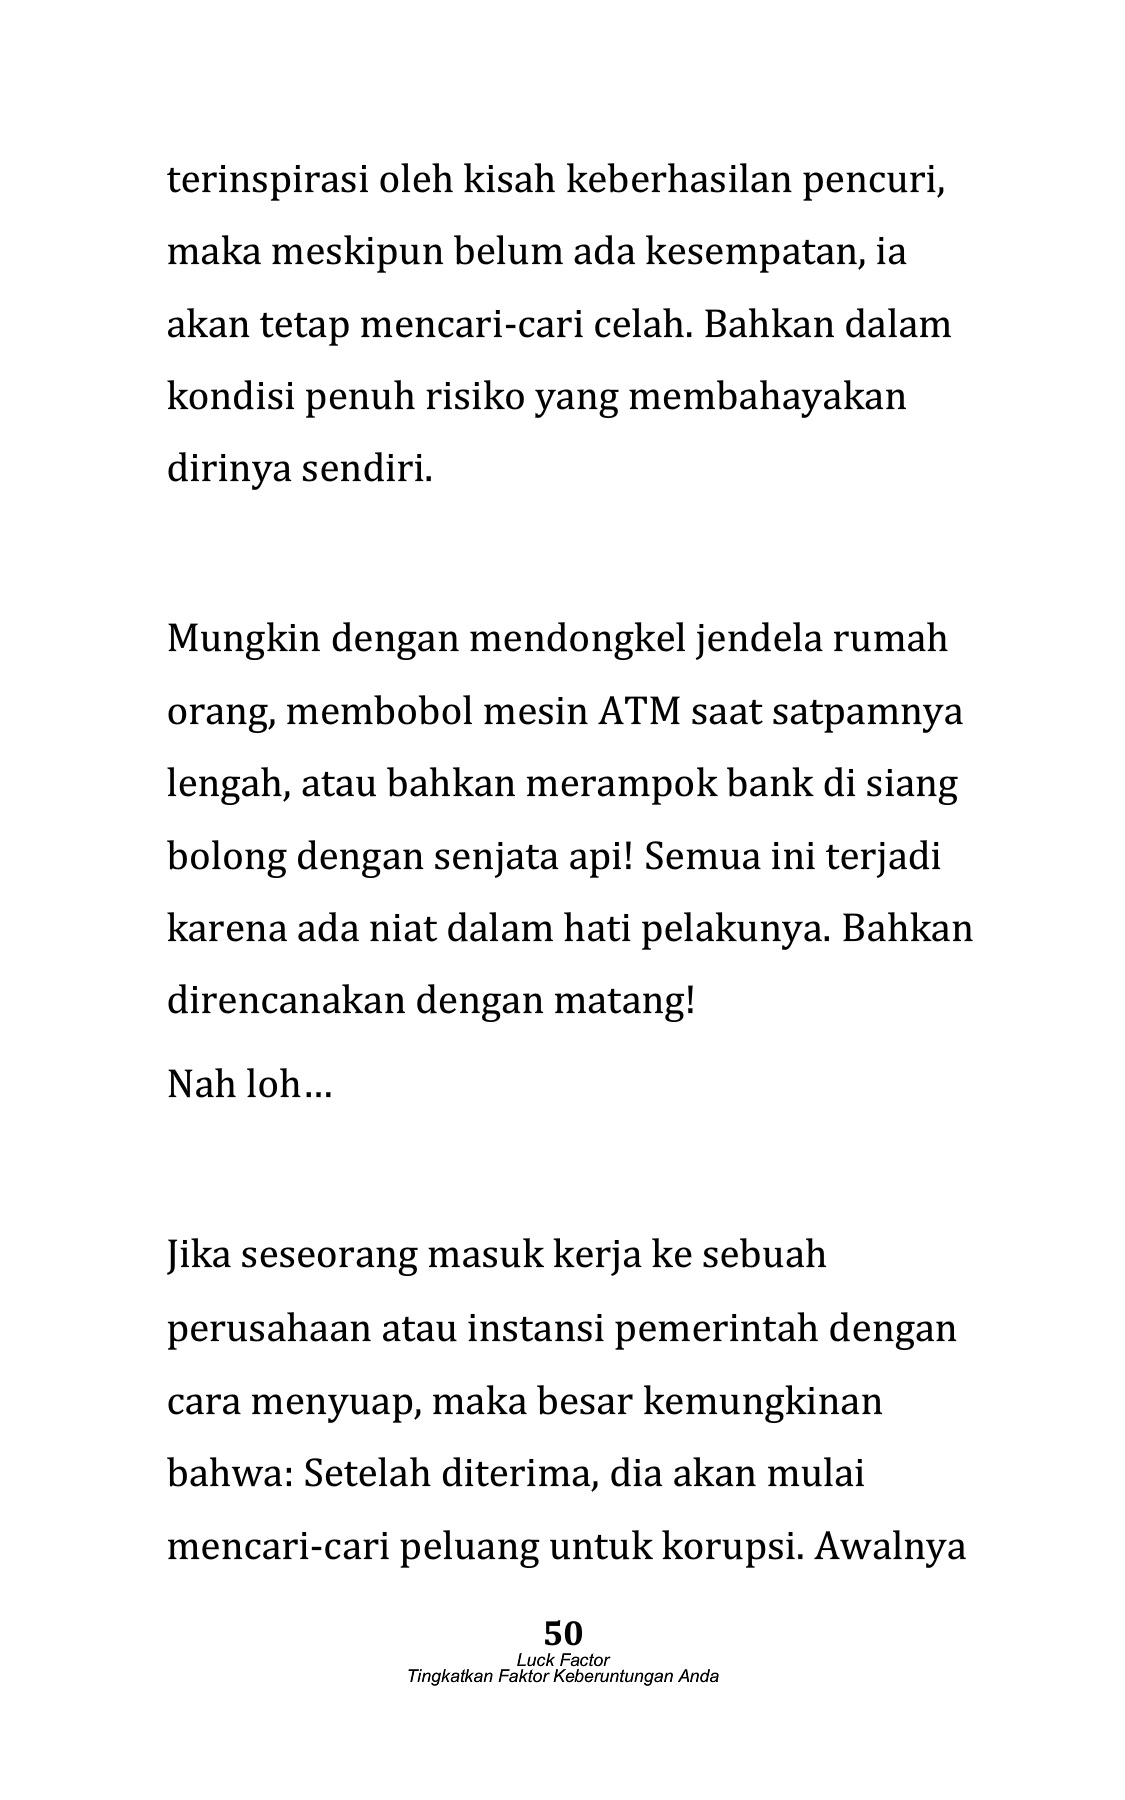 terinspirasi oleh kisah keberhasilan pencuri,
maka meskipun belum ada kesempatan, ia
akan tetap mencari-cari celah. Bahkan dalam
kondisi penuh risiko yang membahayakan
dirinya sendiri.
Mungkin dengan mendongkel jendela rumah
orang, membobol mesin ATM saat satpamnya
lengah, atau bahkan merampok bank di siang
bolong dengan senjata api! Semua ini terjadi
karena ada niat dalam hati pelakunya. Bahkan
direncanakan dengan matang!
Nah loh…
Jika seseorang masuk kerja ke sebuah
perusahaan atau instansi pemerintah dengan
cara menyuap, maka besar kemungkinan
bahwa: Setelah diterima, dia akan mulai
mencari-cari peluang untuk korupsi. Awalnya
50
Luck Factor
Tingkatkan Faktor Keberuntungan Anda